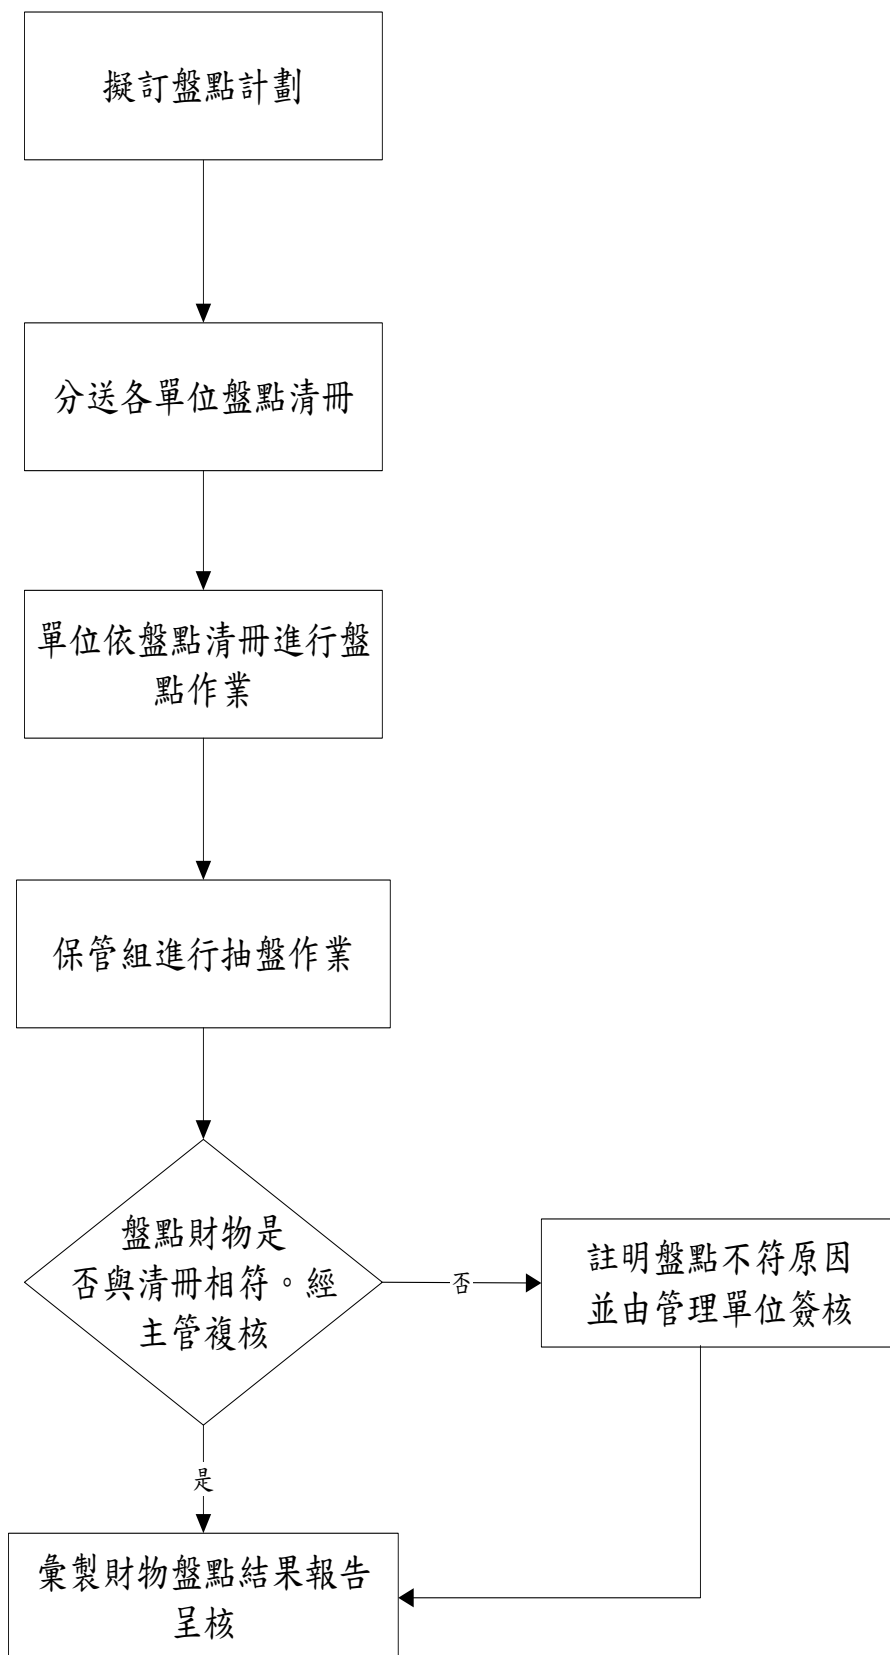 擬訂盤點計劃
分送各單位盤點清冊
單位依盤點清冊進行盤
點作業
保管組進行抽盤作業
盤點財物是
否與清冊相符。經
主管複核
否
註明盤點不符原因
並由管理單位簽核
是
彙製財物盤點結果報告
呈核